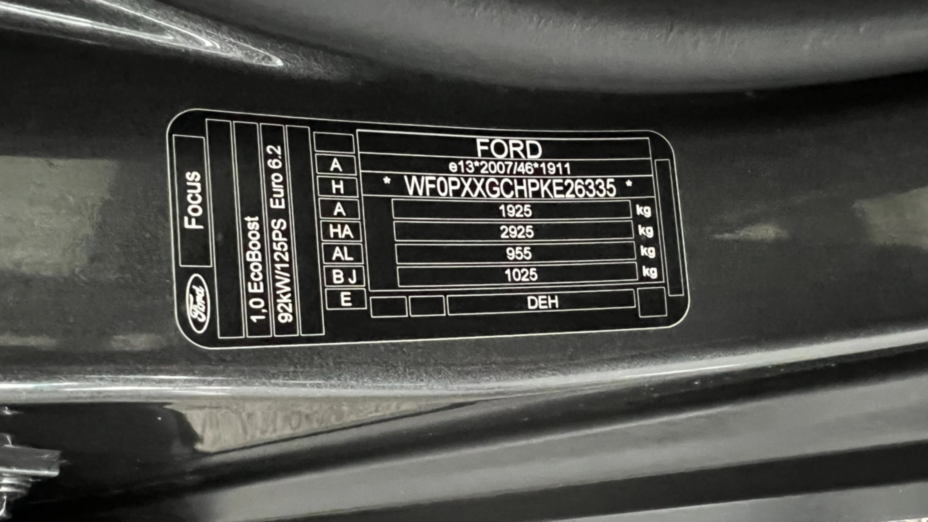 FORD
e13*2007/46*1911
* WF0PXXGCHPKE26335 *
A
H
A 1925 kg
HA 2925 kg
AL 955 kg
B J 1025 kg
E DEH
Focus
Ford
1,0 EcoBoost
92kW/125PS Euro 6.2